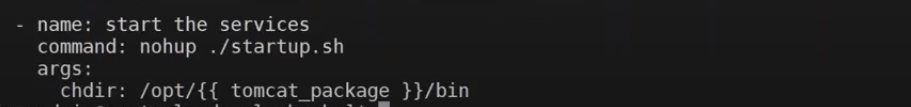 - name: start the services
  command: nohup ./startup.sh
  args:
    chdir: /opt/{{ tomcat_package }}/bin